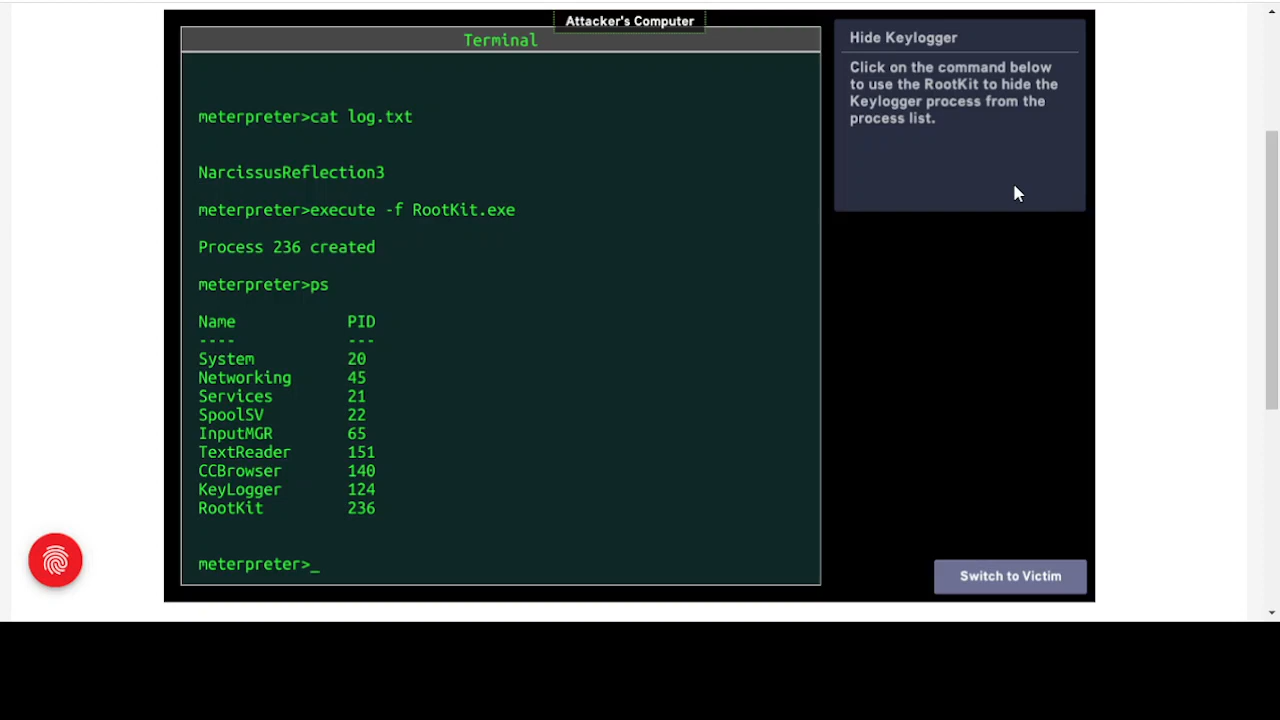 Attacker's Computer
Terminal
meterpreter>cat log.txt
NarcissusReflection3
meterpreter>execute -f RootKit.exe
Process 236 created
meterpreter>ps
Name PID
---- ---
System 20
Networking 45
Services 21
SpoolSV 22
InputMGR 65
TextReader 151
CCBrowser 140
KeyLogger 124
RootKit 236
meterpreter>_
Hide Keylogger
Click on the command below
to use the RootKit to hide the
Keylogger process from the
process list.
Switch to Victim